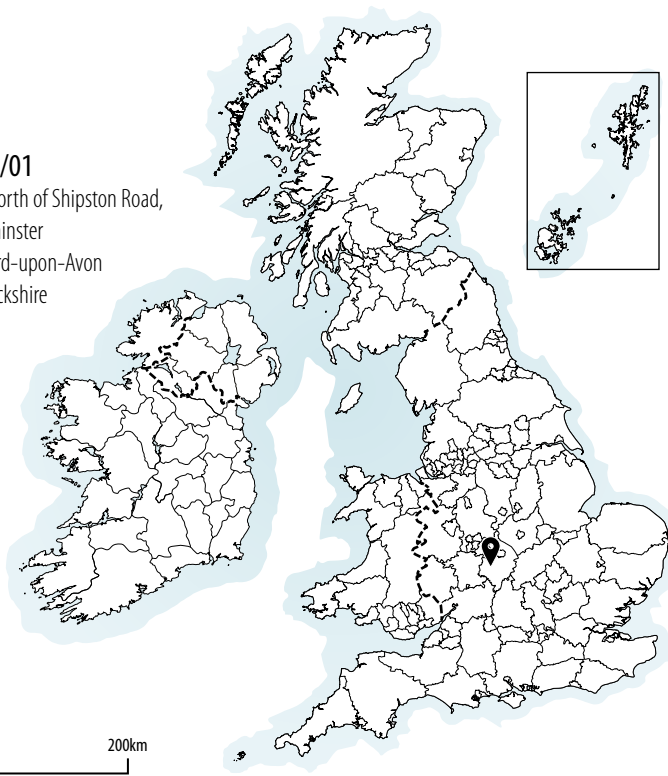 /01
orth of Shipston Road,
inster
rd-upon-Avon
ckshire
200km